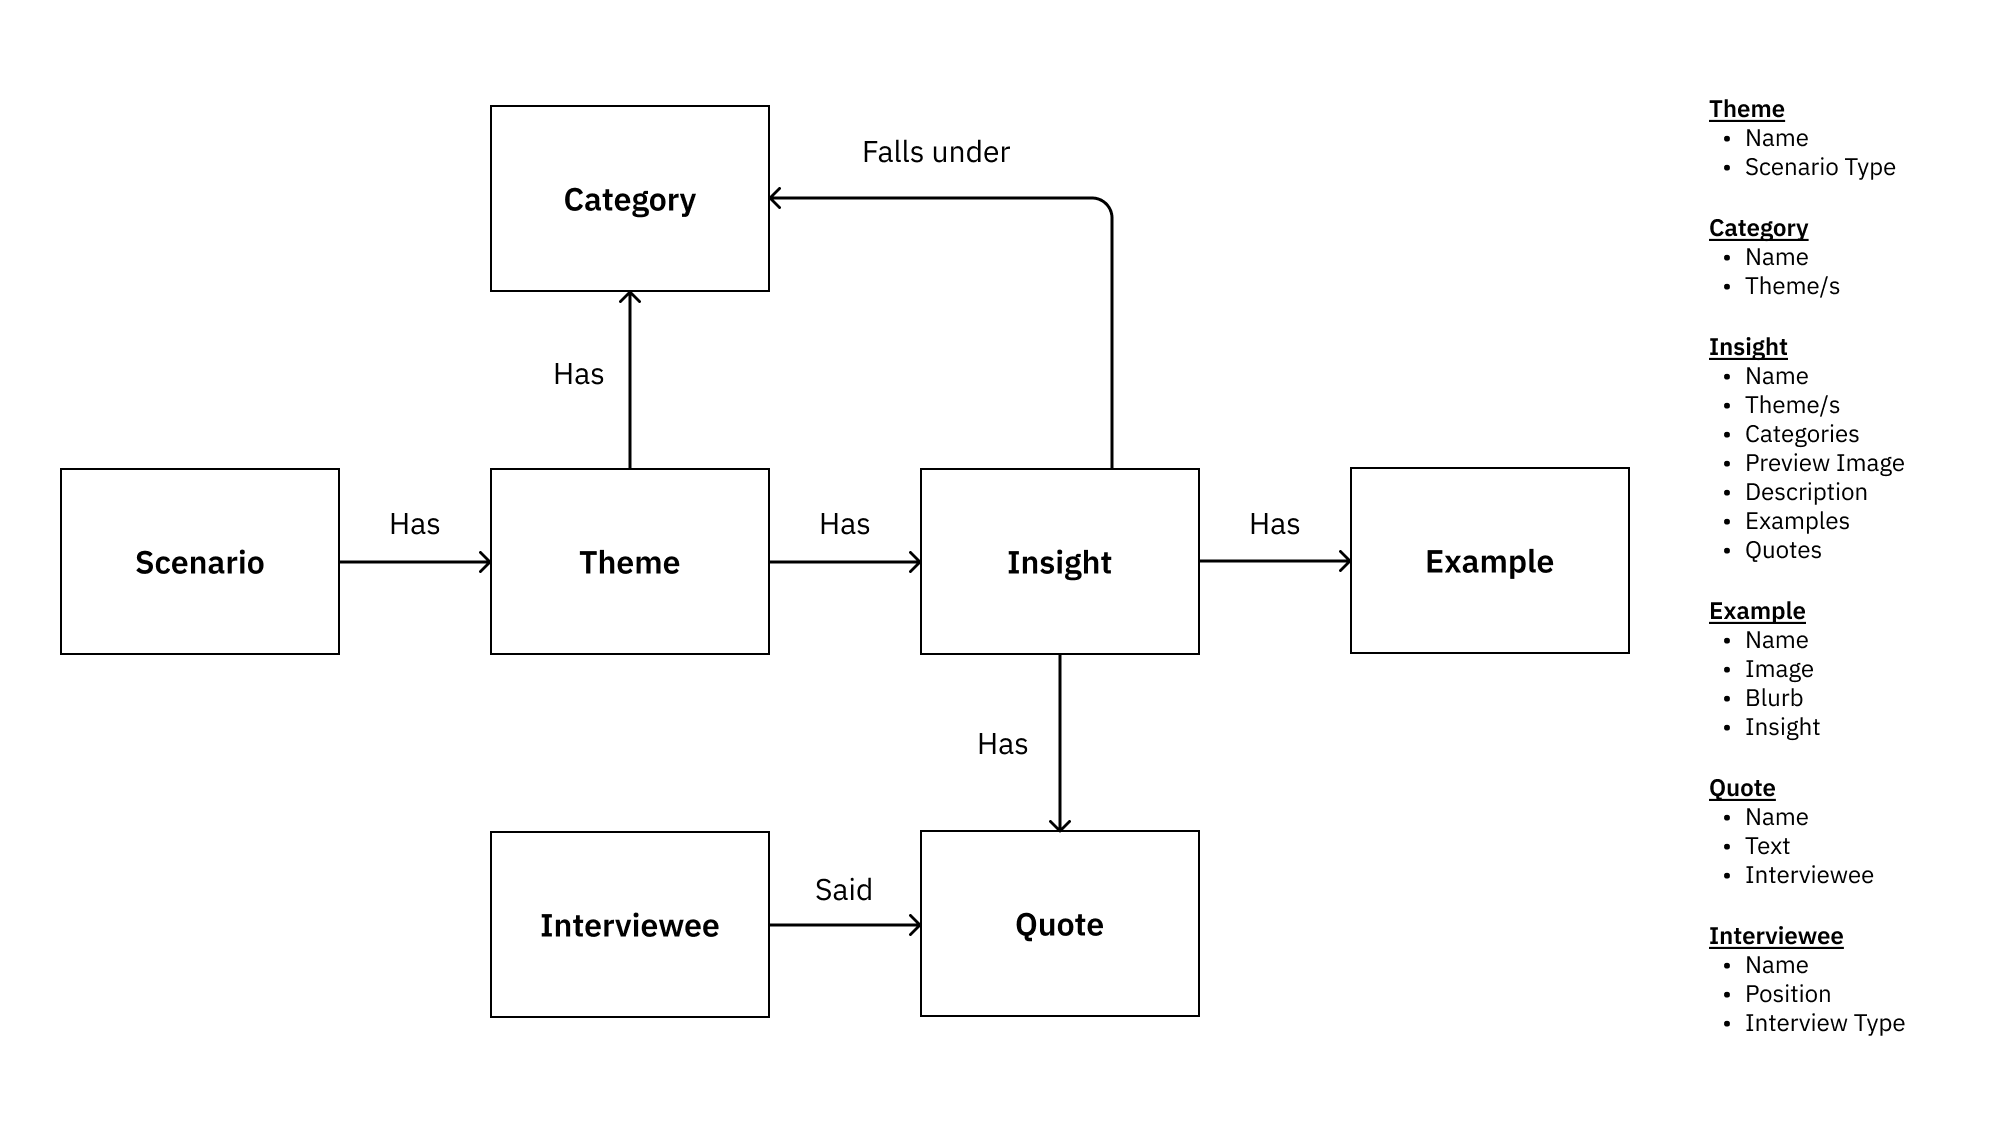 Category
Falls under
Has
Scenario
Has
Theme
Has
Insight
Has
Example
Has
Interviewee
Said
Quote
Theme
• Name
• Scenario Type
Category
• Name
• Theme/s
Insight
• Name
• Theme/s
• Categories
• Preview Image
• Description
• Examples
• Quotes
Example
• Name
• Image
• Blurb
• Insight
Quote
• Name
• Text
• Interviewee
Interviewee
• Name
• Position
• Interview Type